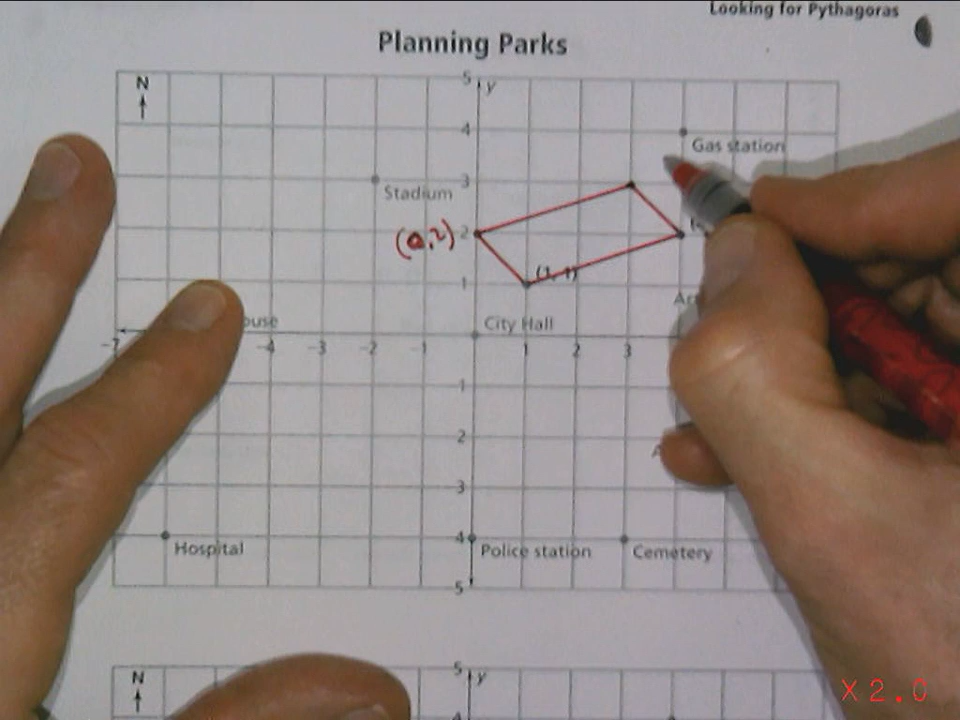 Looking for Pythagoras
Planning Parks
N
5 y
4
Gas station
Stadium 3
(0,2) 2
(1, 1)
1
City Hall
-4 -3 -2 -1 1 2 3
1
2
3
4
Hospital Police station Cemetery
5
N 5 y
X2.0